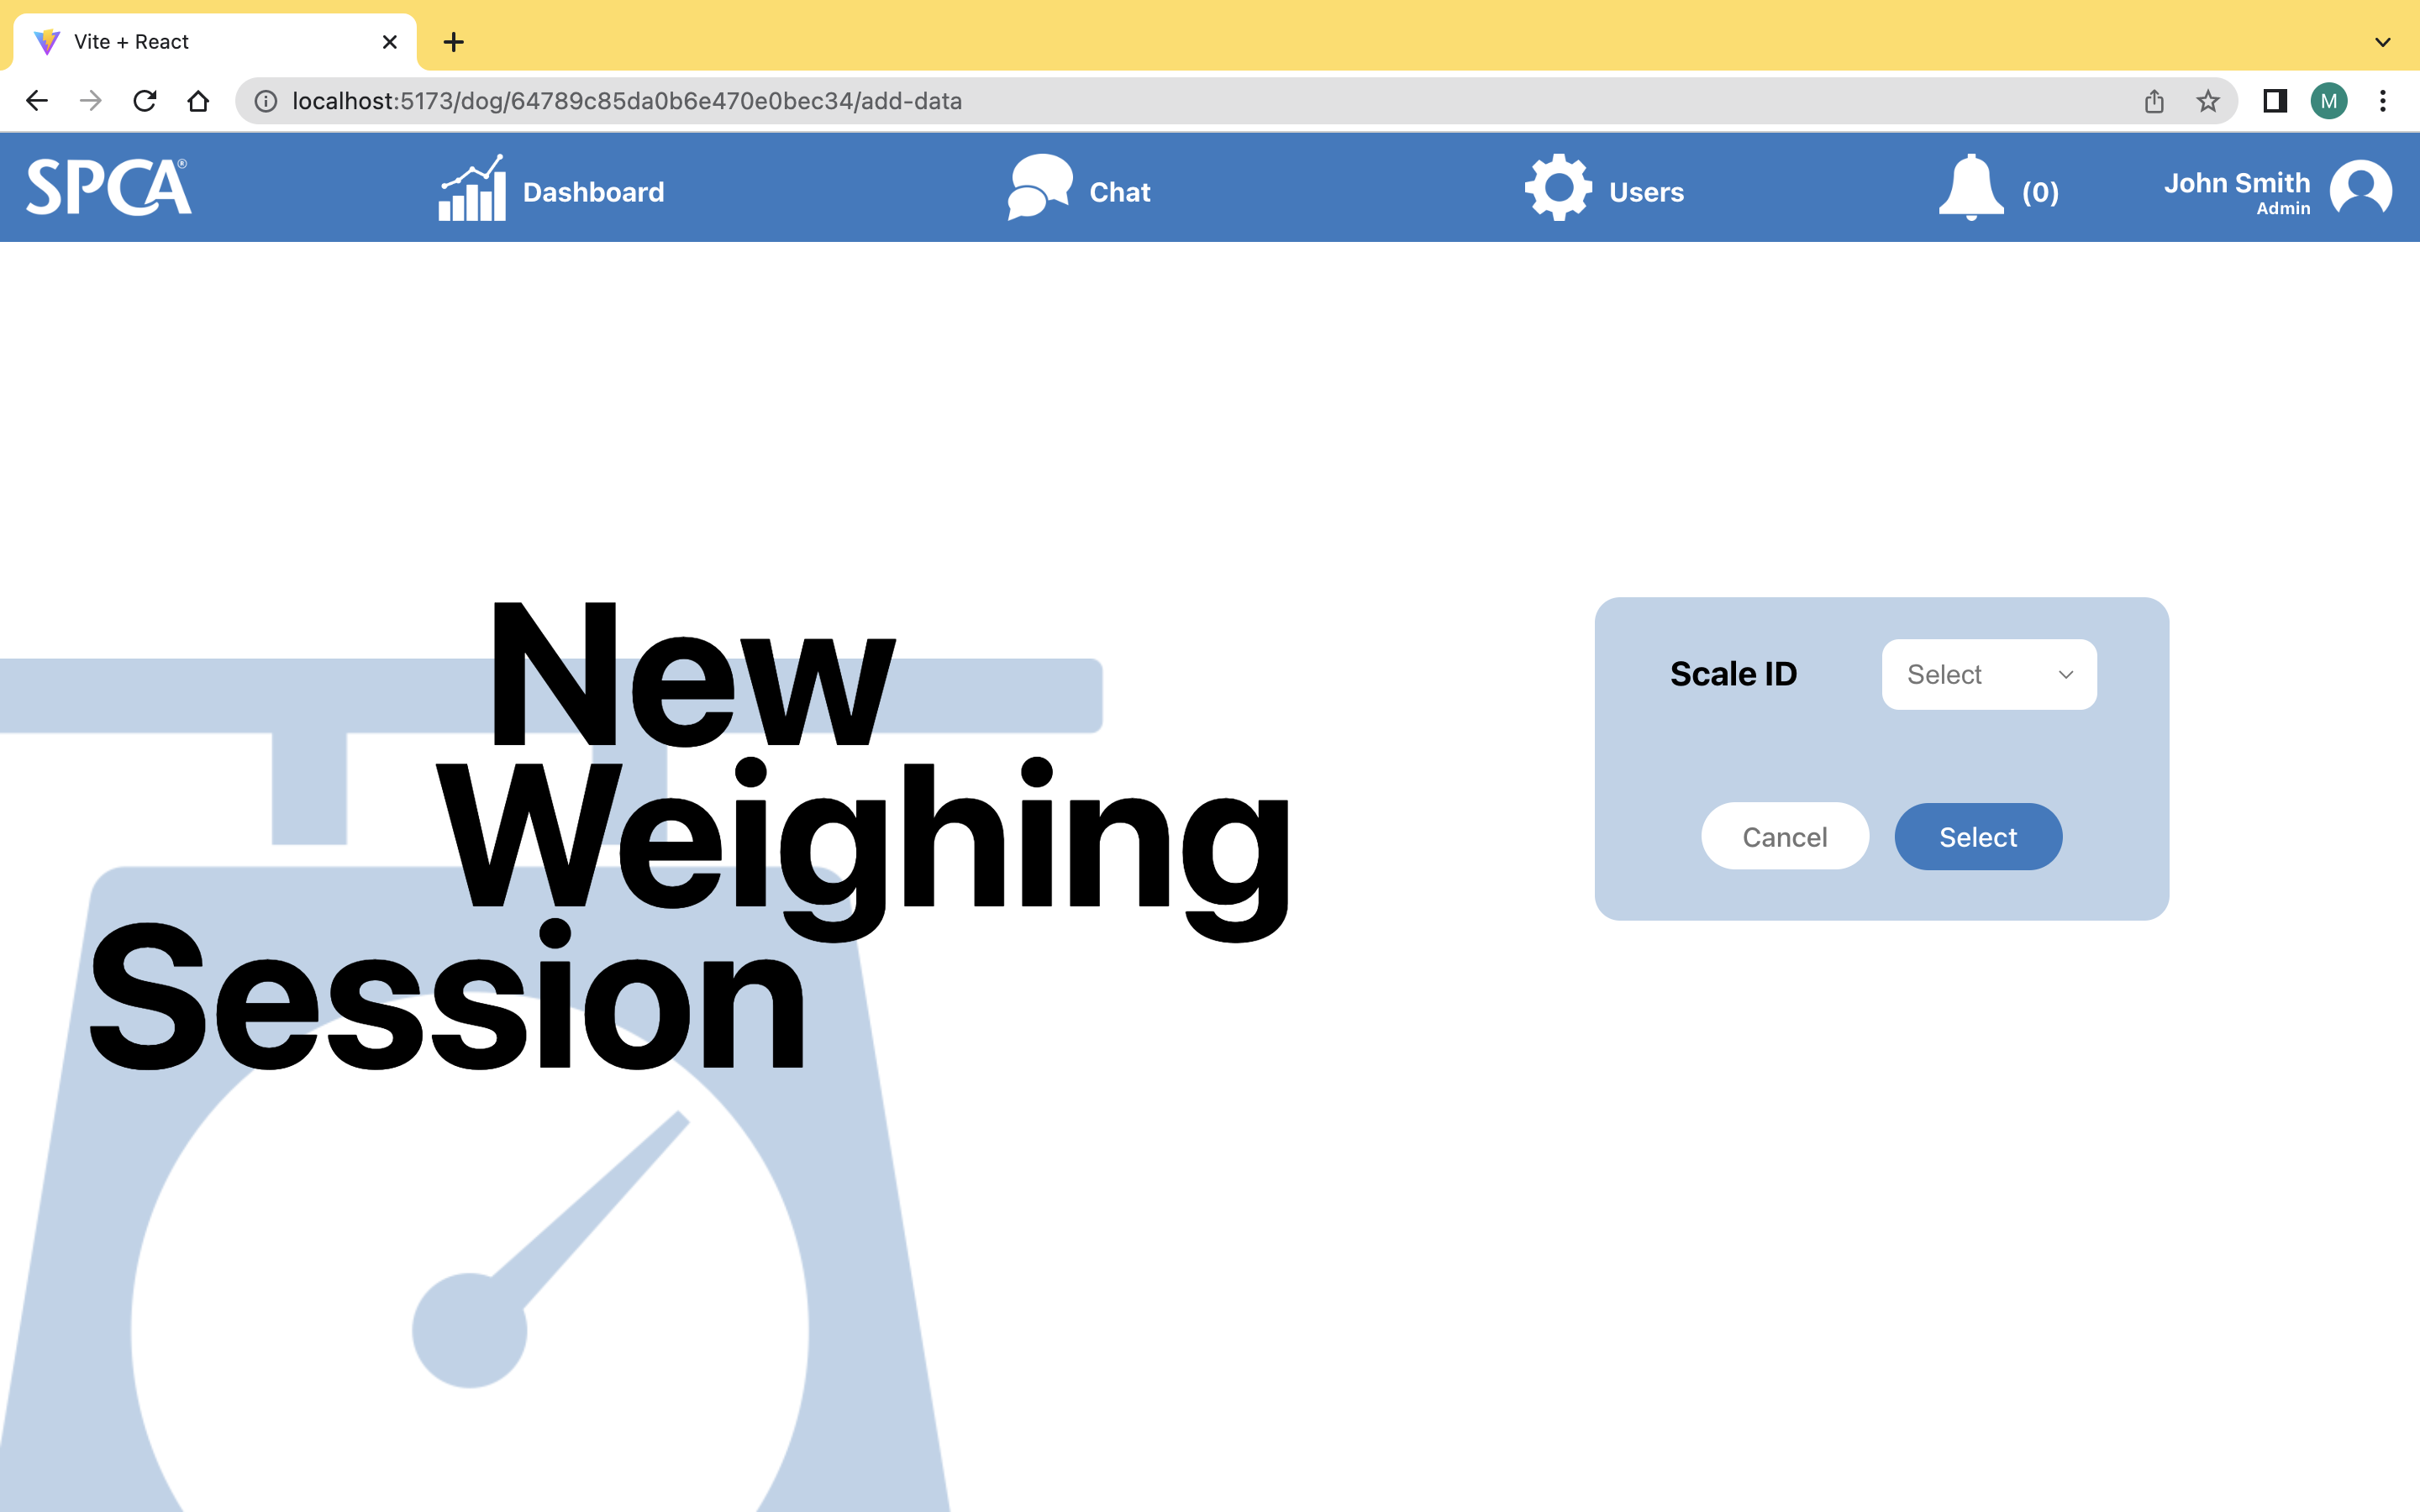 Vite + React
localhost:5173/dog/64789c85da0b6e470e0bec34/add-data
M
SPCA®
Dashboard
Chat
Users
(0)
John Smith
Admin
New
Weighing
Session
Scale ID
Select
Cancel
Select